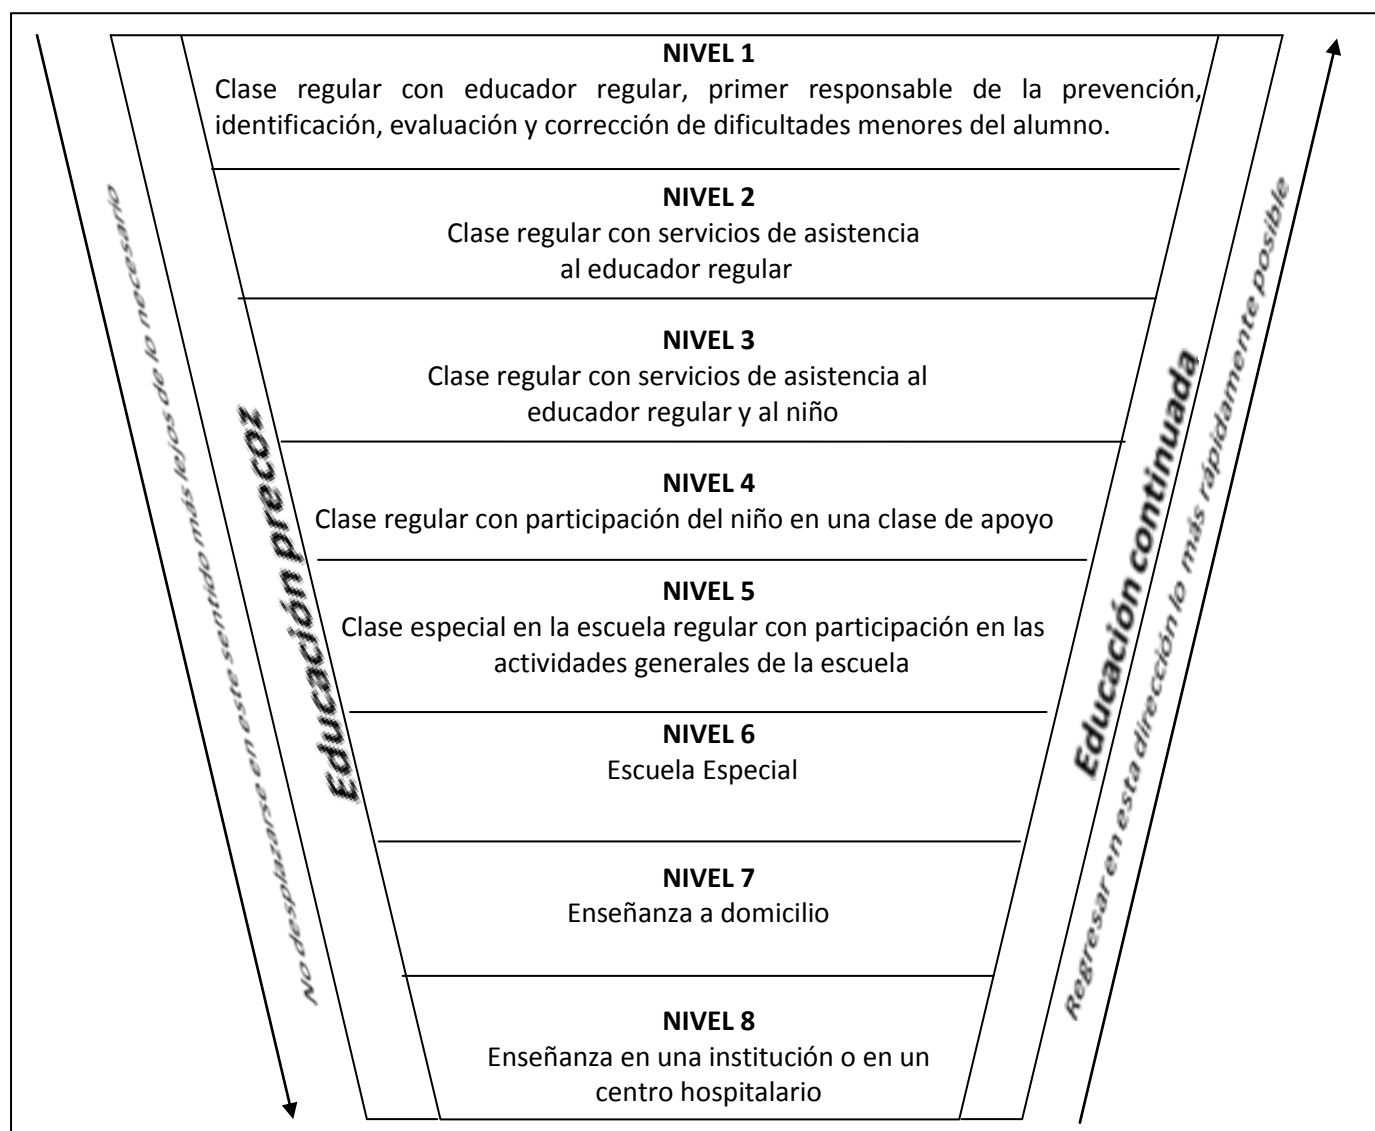 NIVEL 1
Clase regular con educador regular, primer responsable de la prevención,
identificación, evaluación y corrección de dificultades menores del alumno.
NIVEL 2
Clase regular con servicios de asistencia
al educador regular
NIVEL 3
Clase regular con servicios de asistencia al
educador regular y al niño
NIVEL 4
Clase regular con participación del niño en una clase de apoyo
NIVEL 5
Clase especial en la escuela regular con participación en las
actividades generales de la escuela
NIVEL 6
Escuela Especial
NIVEL 7
Enseñanza a domicilio
NIVEL 8
Enseñanza en una institución o en un
centro hospitalario
No desplazarse en este sentido más lejos de lo necesario
Educación precoz
Educación continuada
Regresar en esta dirección lo más rápidamente posible